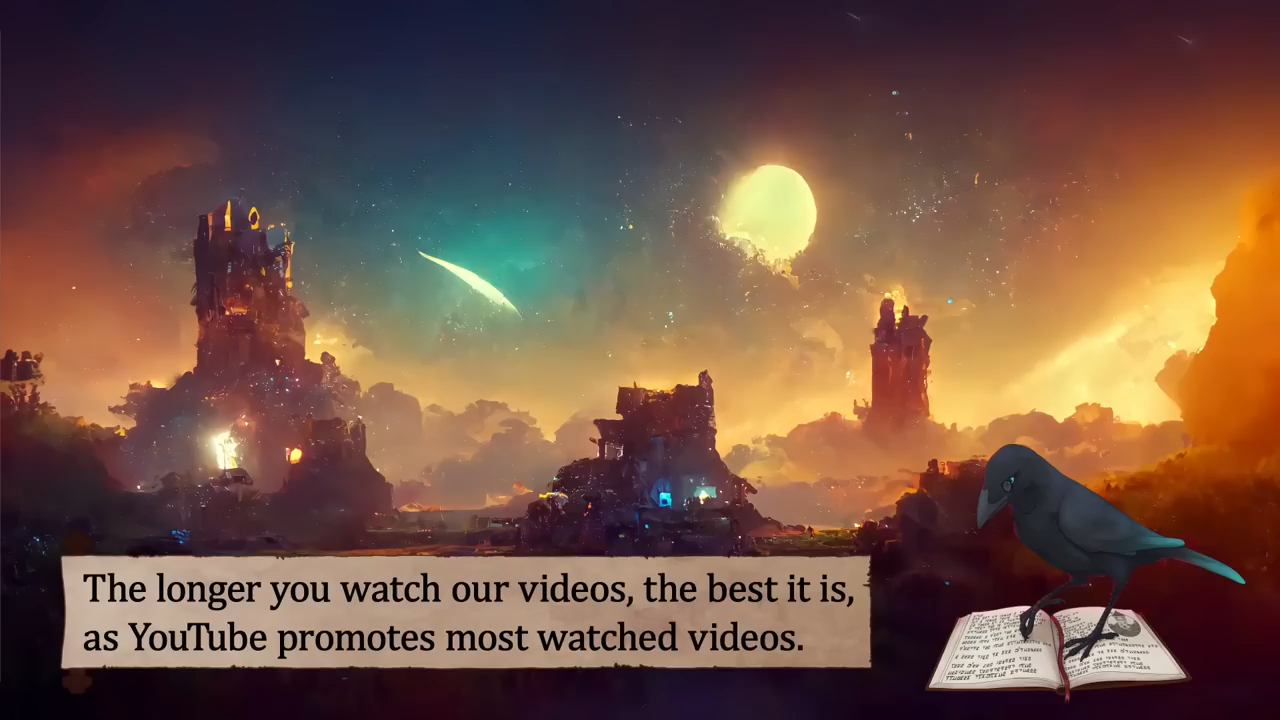 The longer you watch our videos, the best it is,
as YouTube promotes most watched videos.